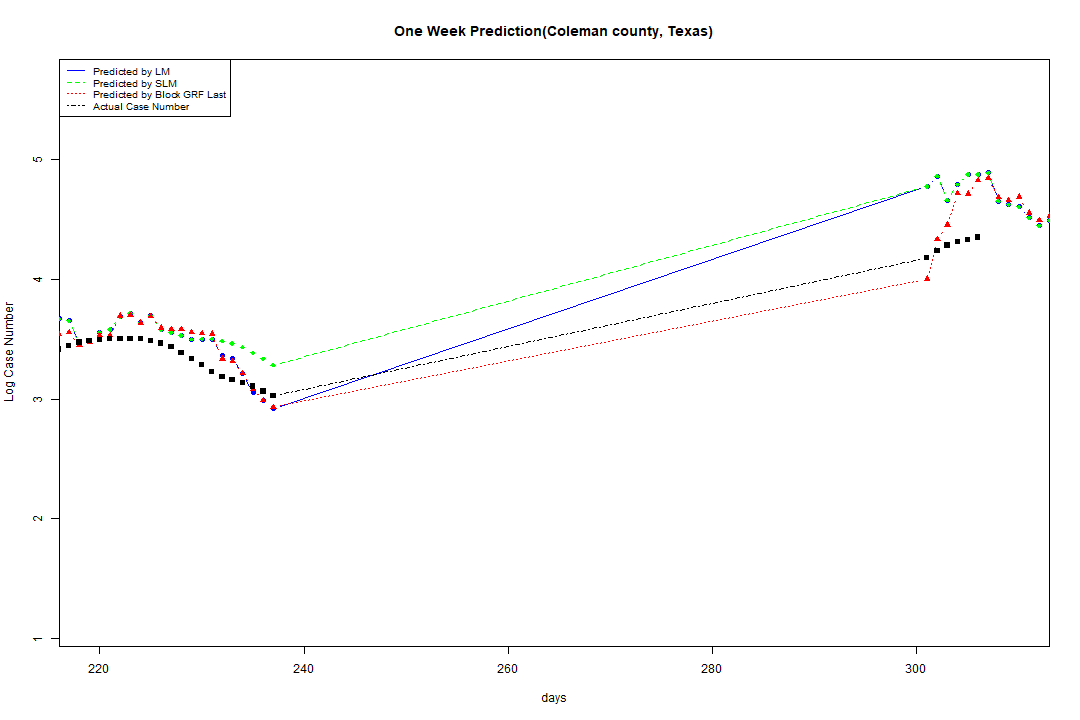 One Week Prediction(Coleman county, Texas)
Predicted by LM
Predicted by SLM
Predicted by Block GRF Last
Actual Case Number
5
4
3
2
1
Log Case Number
220 240 260 280 300
days